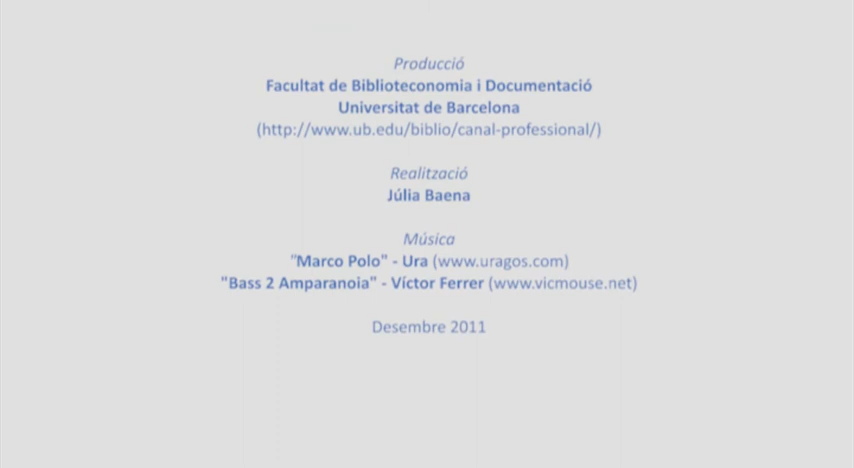 Producció
Facultat de Biblioteconomia i Documentació
Universitat de Barcelona
(http://www.ub.edu/biblio/canal-professional/)
Realització
Júlia Baena
Música
"Marco Polo" - Ura (www.uragos.com)
"Bass 2 Amparanoia" - Víctor Ferrer (www.vicmouse.net)
Desembre 2011